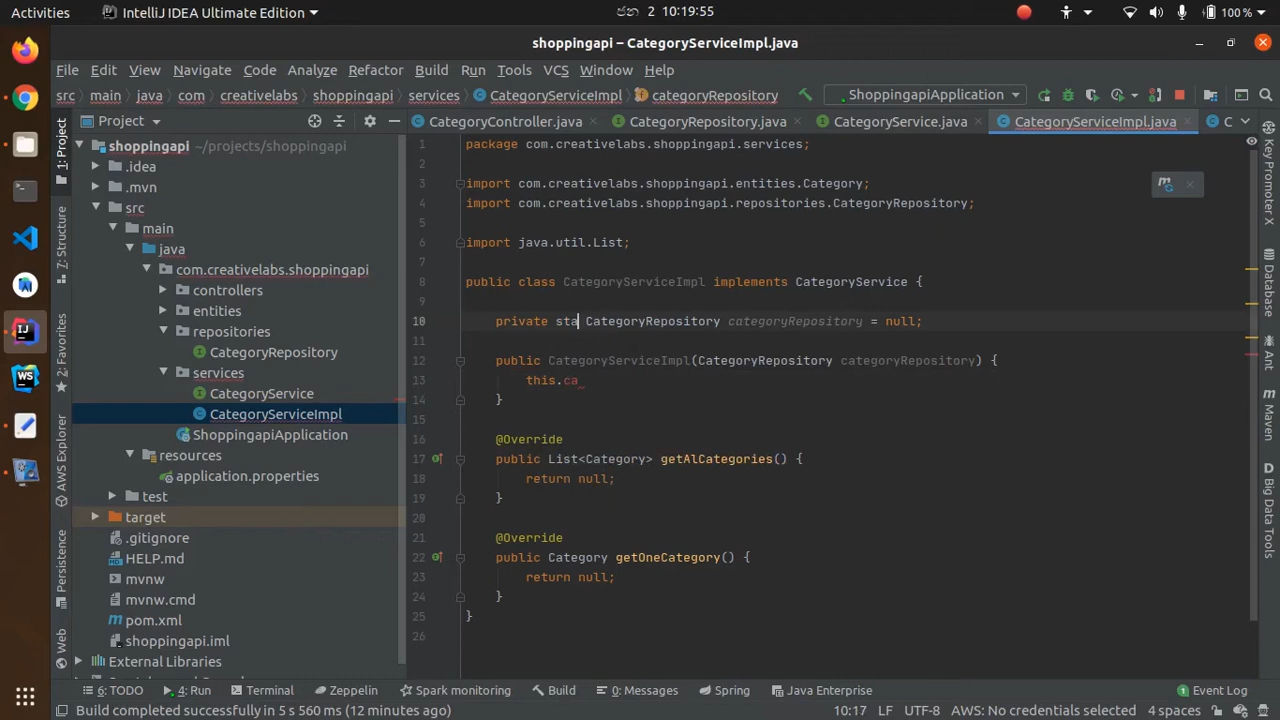 Activities IntelliJ IDEA Ultimate Edition ජන 2 10:19:55 100 %
shoppingapi – CategoryServiceImpl.java
File Edit View Navigate Code Analyze Refactor Build Run Tools VCS Window Help
src main java com creativelabs shoppingapi services CategoryServiceImpl categoryRepository ShoppingapiApplication
Project CategoryController.java CategoryRepository.java CategoryService.java CategoryServiceImpl.java C
1: Project
7: Structure
2: Favorites
AWS Explorer
Persistence
Web
shoppingapi ~/projects/shoppingapi
.idea
.mvn
src
main
java
com.creativelabs.shoppingapi
controllers
entities
repositories
CategoryRepository
services
CategoryService
CategoryServiceImpl
ShoppingapiApplication
resources
application.properties
test
target
.gitignore
HELP.md
mvnw
mvnw.cmd
pom.xml
shoppingapi.iml
External Libraries
1 package com.creativelabs.shoppingapi.services;
2
3 import com.creativelabs.shoppingapi.entities.Category;
4 import com.creativelabs.shoppingapi.repositories.CategoryRepository;
5
6 import java.util.List;
7
8 public class CategoryServiceImpl implements CategoryService {
9
10 private sta CategoryRepository categoryRepository = null;
11
12 public CategoryServiceImpl(CategoryRepository categoryRepository) {
13 this.ca
14 }
15
16 @Override
17 public List<Category> getAlCategories() {
18 return null;
19 }
20
21 @Override
22 public Category getOneCategory() {
23 return null;
24 }
25 }
26
Key Promoter X
Database
Ant
Maven
Big Data Tools
6: TODO 4: Run Terminal Zeppelin Spark monitoring Build 0: Messages Spring Java Enterprise 1 Event Log
Build completed successfully in 5 s 560 ms (12 minutes ago) 10:17 LF UTF-8 AWS: No credentials selected 4 spaces